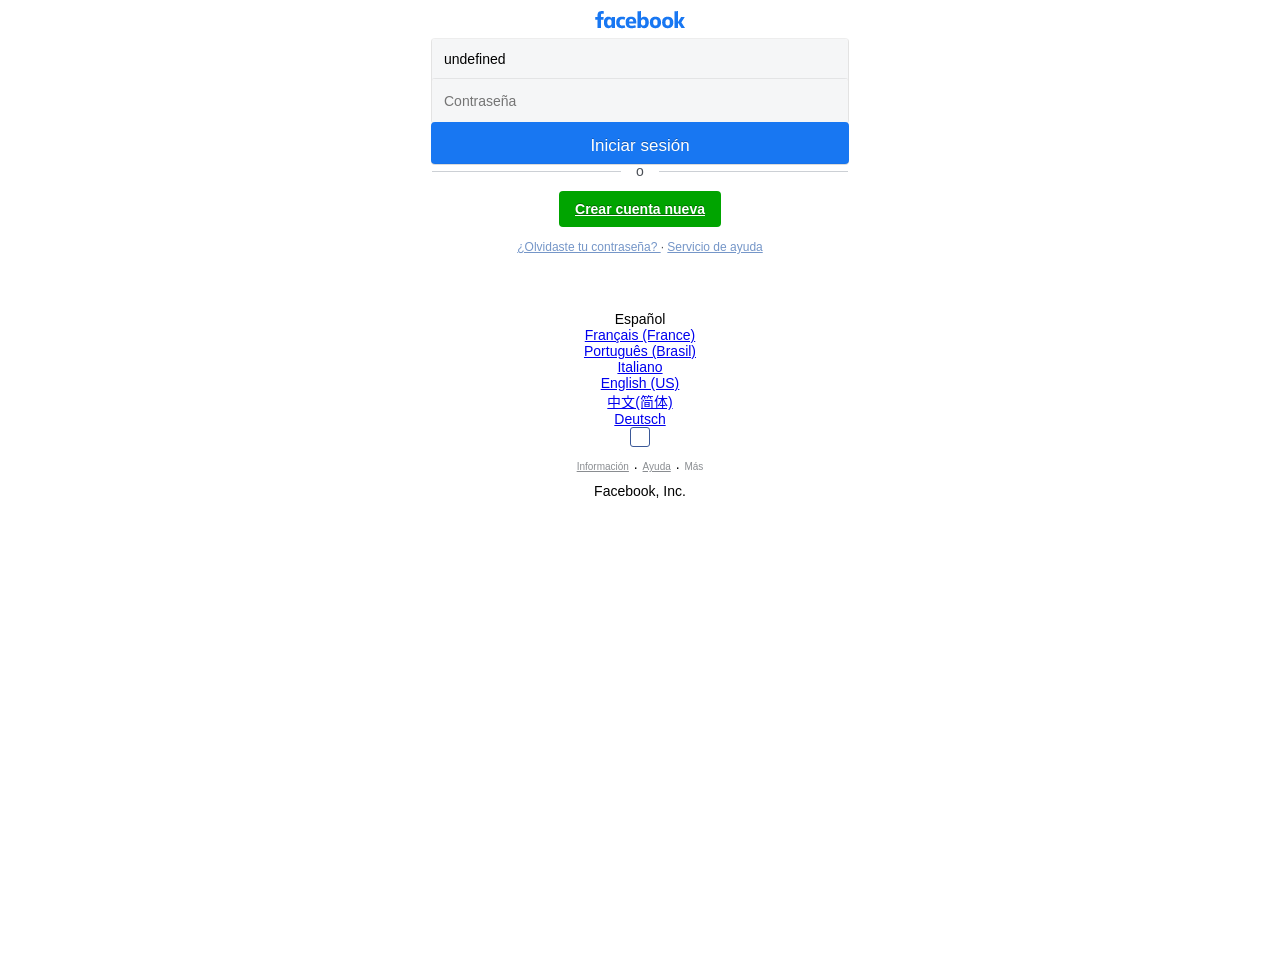 facebook
undefined
Contraseña
Iniciar sesión
o
Crear cuenta nueva
¿Olvidaste tu contraseña? · Servicio de ayuda
Español
Français (France)
Português (Brasil)
Italiano
English (US)
中文(简体)
Deutsch
Información · Ayuda · Más
Facebook, Inc.